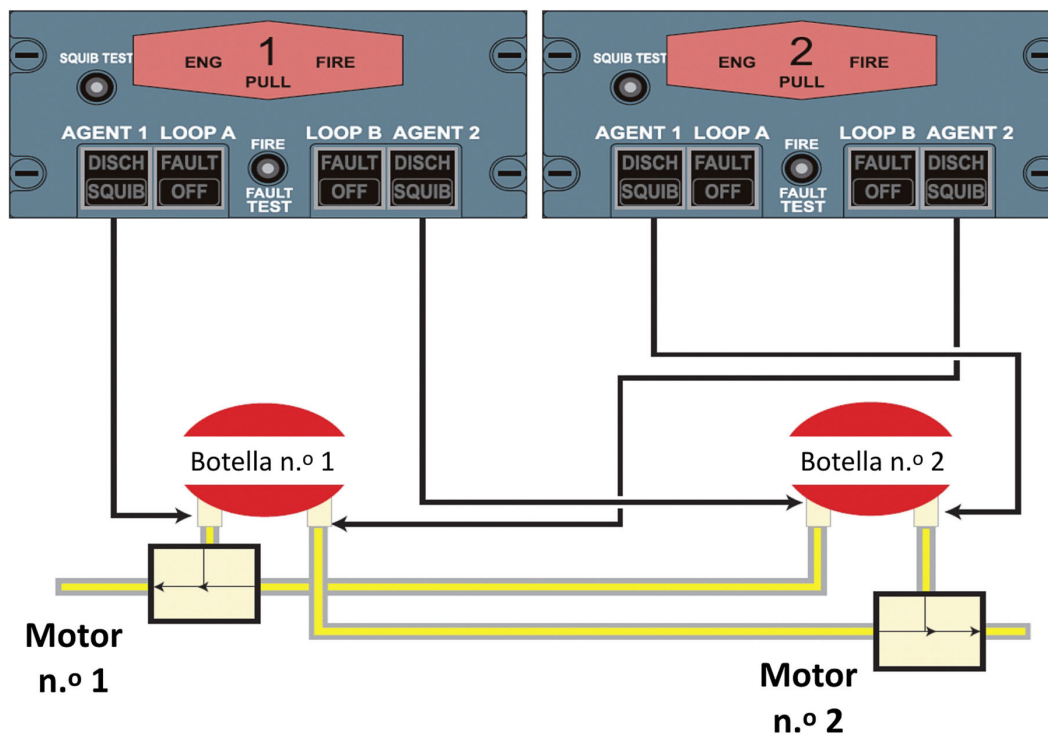 SQUIB TEST
ENG 1 FIRE
PULL
AGENT 1 LOOP A FIRE LOOP B AGENT 2
DISCH FAULT FAULT DISCH
SQUIB OFF FAULT TEST OFF SQUIB
SQUIB TEST
ENG 2 FIRE
PULL
AGENT 1 LOOP A FIRE LOOP B AGENT 2
DISCH FAULT FAULT DISCH
SQUIB OFF FAULT TEST OFF SQUIB
Botella n.º 1
Botella n.º 2
Motor
n.º 1
Motor
n.º 2